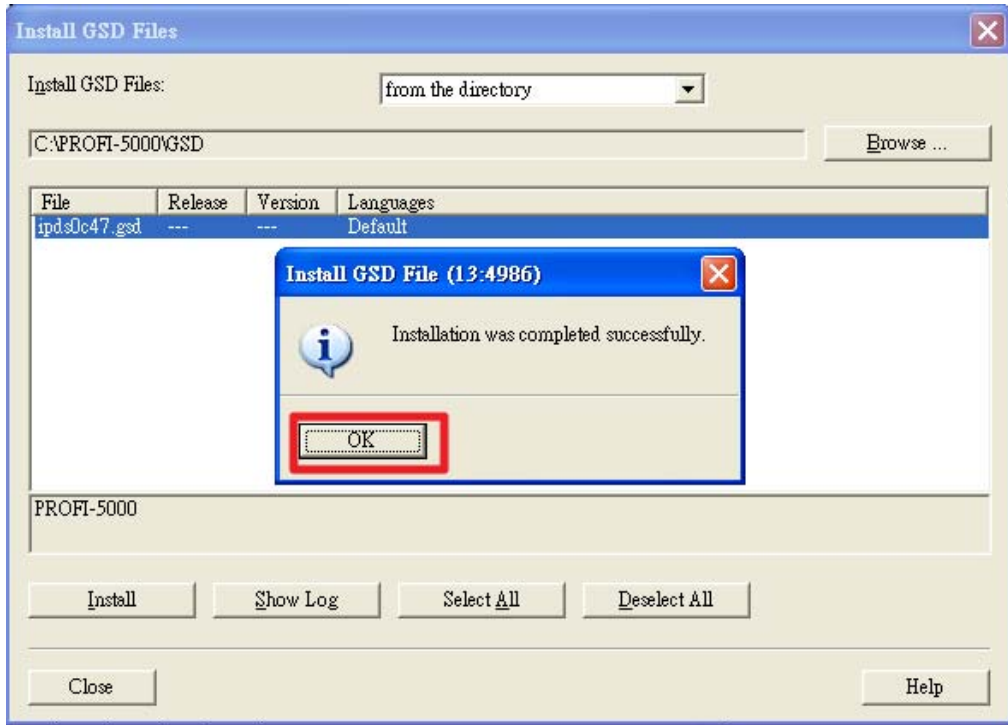 Install GSD Files
Install GSD Files:
from the directory
C:\PROFI-5000\GSD
Browse ...
File Release Version Languages
ipds0c47.gsd --- --- Default
Install GSD File (13:4986)
Installation was completed successfully.
OK
PROFI-5000
Install Show Log Select All Deselect All
Close Help